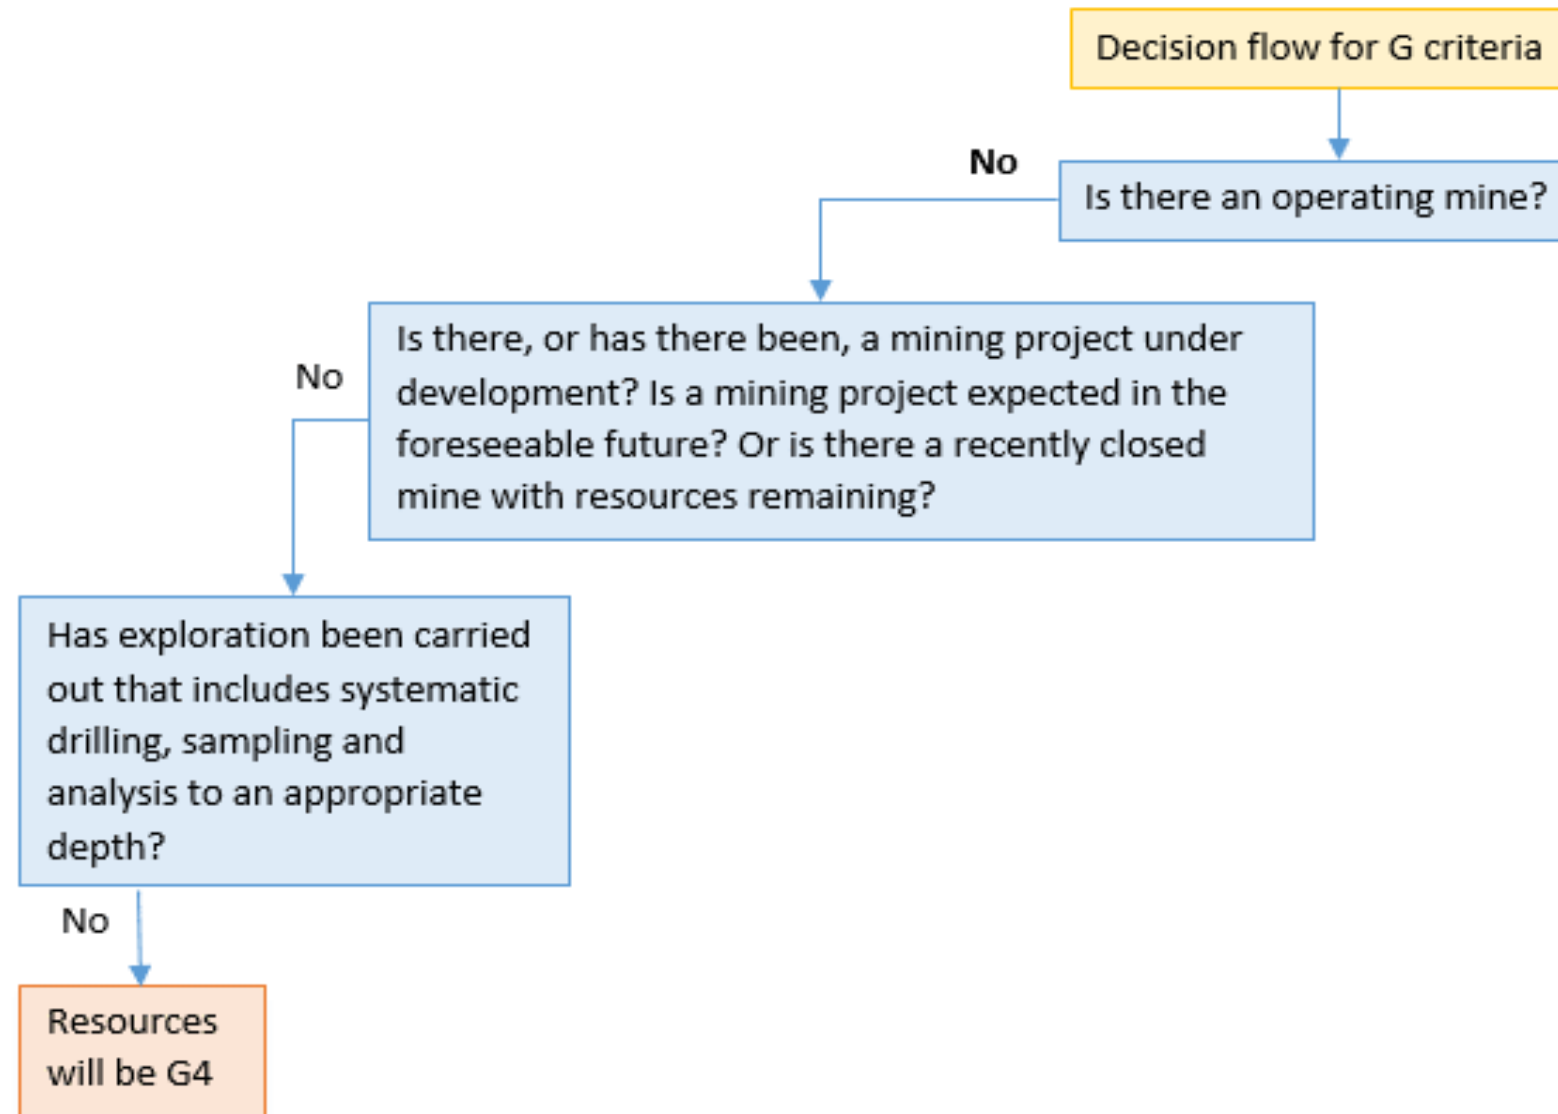 Decision flow for G criteria
No
Is there an operating mine?
Is there, or has there been, a mining project under
development? Is a mining project expected in the
foreseeable future? Or is there a recently closed
mine with resources remaining?
No
Has exploration been carried
out that includes systematic
drilling, sampling and
analysis to an appropriate
depth?
No
Resources
will be G4